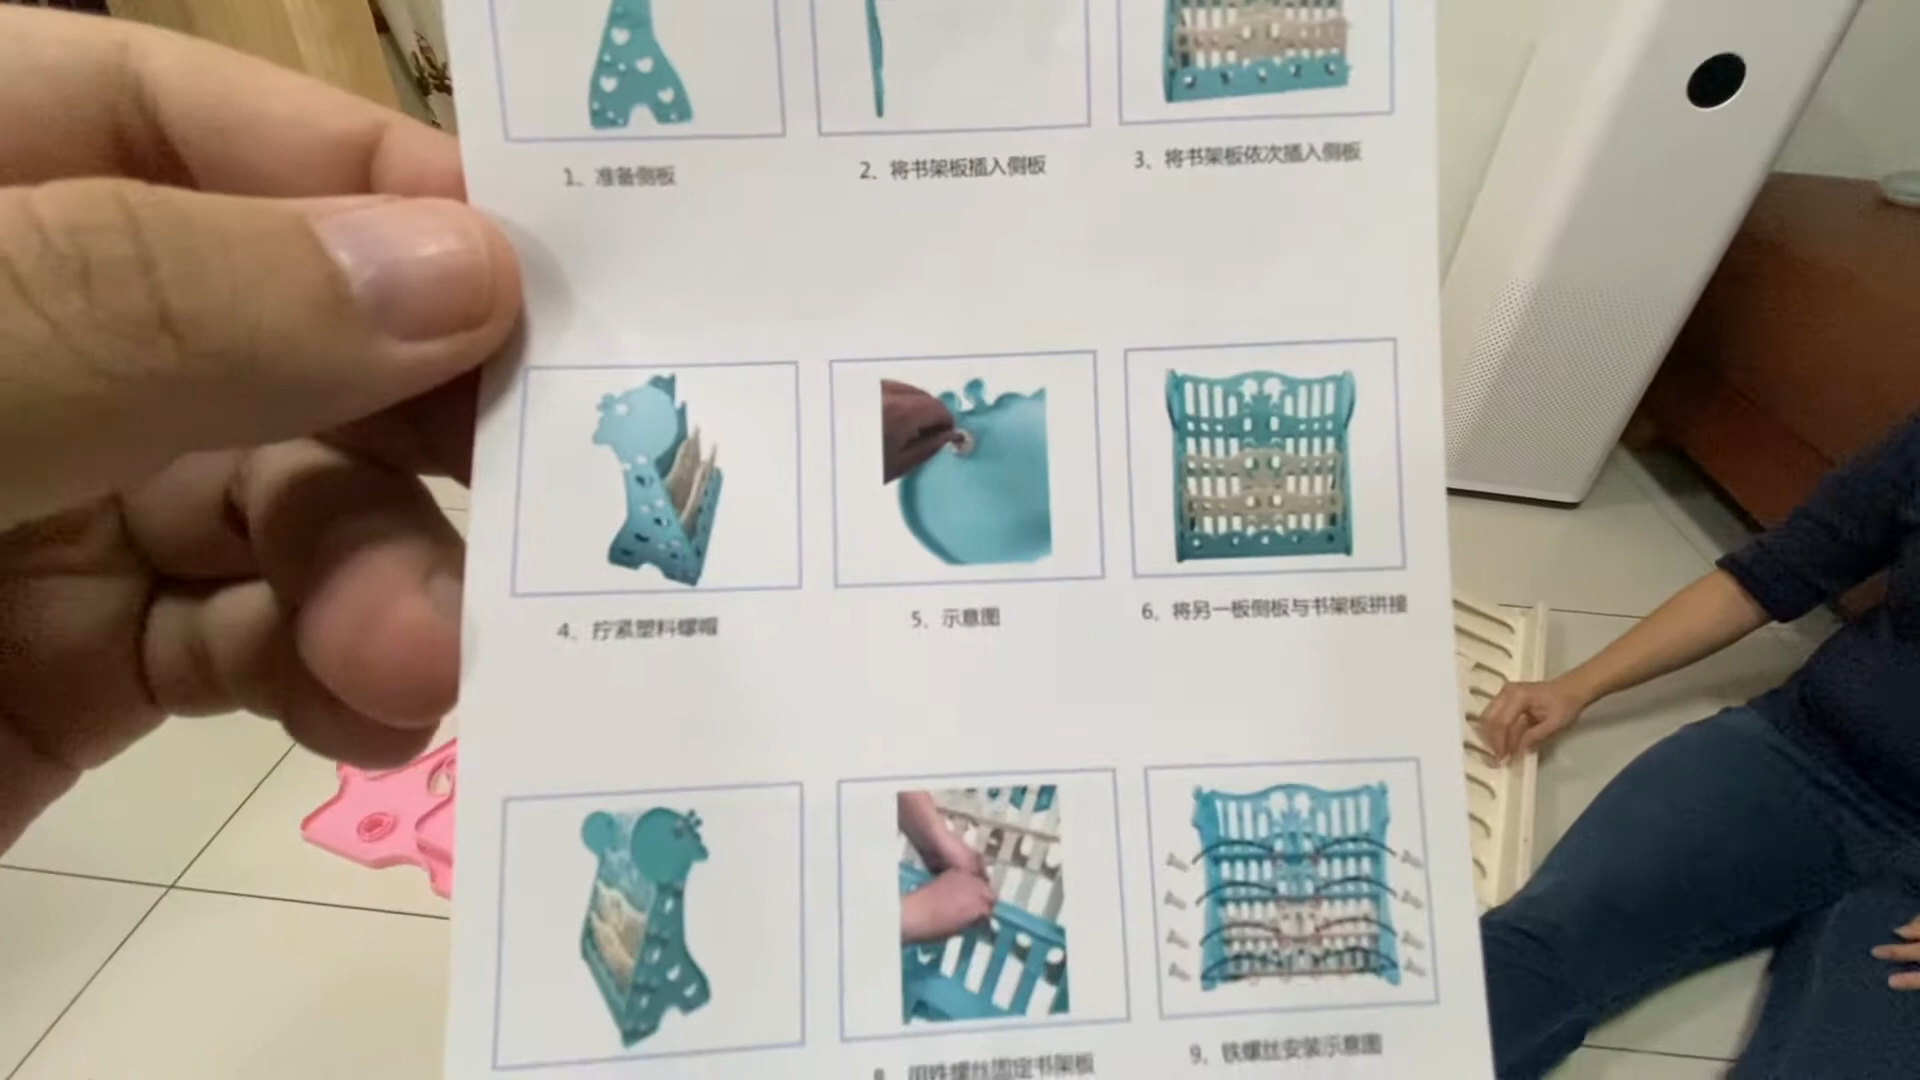 1、准备侧板
2、将书架板插入侧板
3、将书架板依次插入侧板
4、拧紧塑料螺帽
5、示意图
6、将另一板侧板与书架板拼接
8、用铁螺丝固定书架板
9、铁螺丝安装示意图